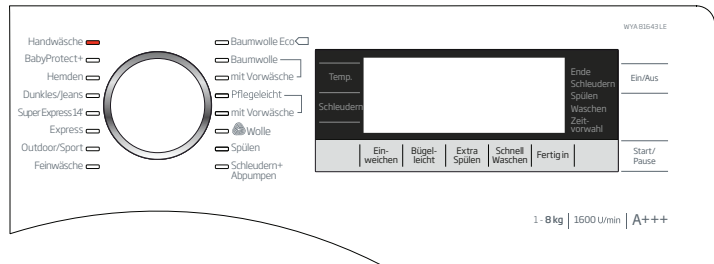 WYA 81643 LE
Handwäsche
BabyProtect+
Hemden
Dunkles/Jeans
Super Express 14'
Express
Outdoor/Sport
Feinwäsche
Baumwolle Eco
Baumwolle
mit Vorwäsche
Pflegeleicht
mit Vorwäsche
Wolle
Spülen
Schleudern+
Abpumpen
Temp.
Schleudern
Ende
Schleudern
Spülen
Waschen
Zeit-
vorwahl
Ein/Aus
Ein-
weichen
Bügel-
leicht
Extra
Spülen
Schnell
Waschen
Fertig in
Start/
Pause
1 - 8 kg 1600 U/min A+++